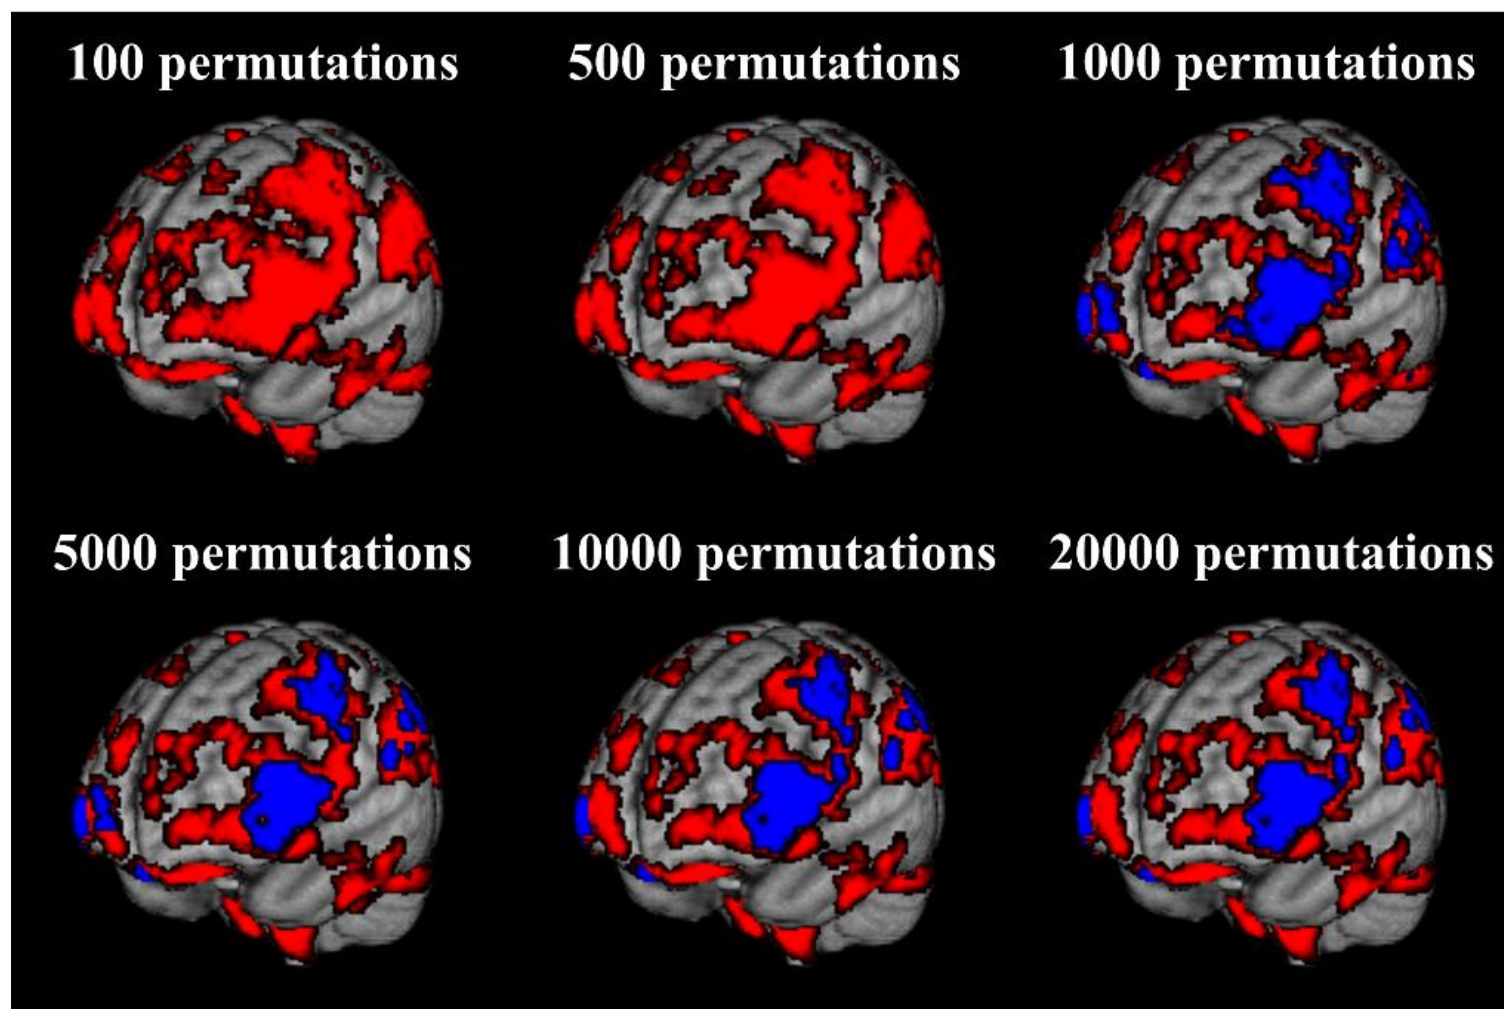 100 permutations
500 permutations
1000 permutations
5000 permutations
10000 permutations
20000 permutations